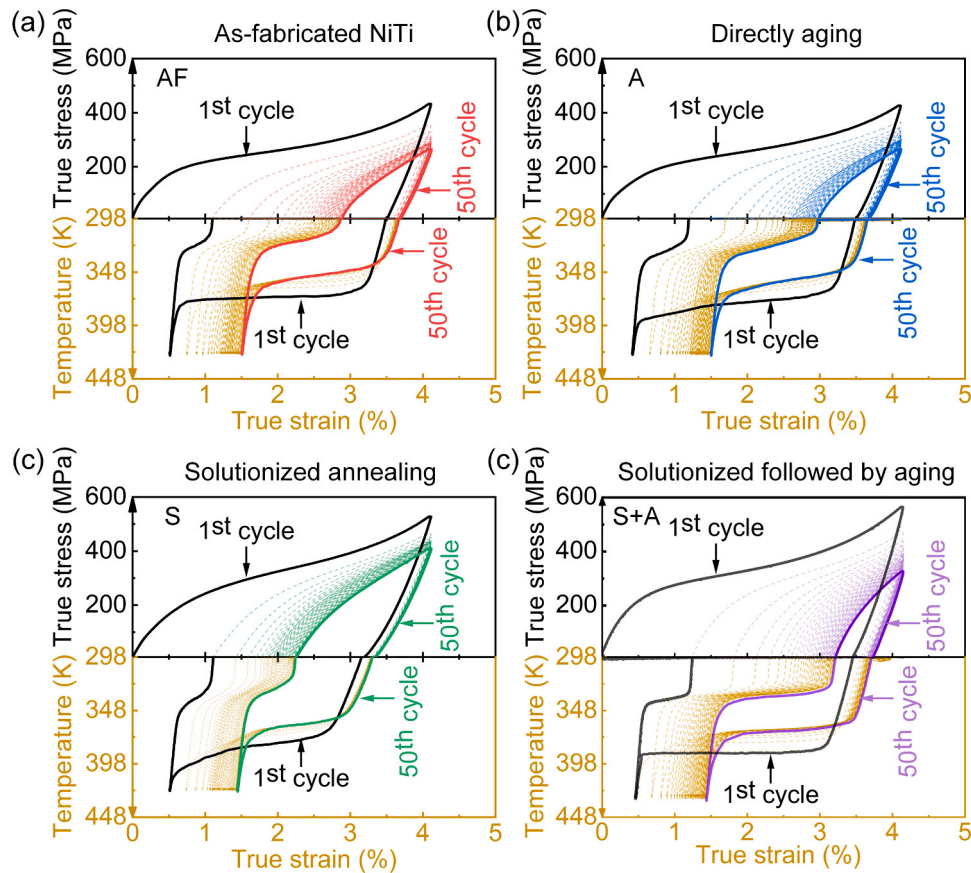 (a)
As-fabricated NiTi
True stress (MPa)
600
400
200
AF
1st cycle
50th cycle
298
348
398
448
Temperature (K)
50th cycle
1st cycle
0 1 2 3 4 5
True strain (%)
(b)
Directly aging
True stress (MPa)
600
400
200
A
1st cycle
50th cycle
298
348
398
448
Temperature (K)
50th cycle
1st cycle
0 1 2 3 4 5
True strain (%)
(c)
Solutionized annealing
True stress (MPa)
600
400
200
S
1st cycle
50th cycle
298
348
398
448
Temperature (K)
50th cycle
1st cycle
0 1 2 3 4 5
True strain (%)
(c)
Solutionized followed by aging
True stress (MPa)
600
400
200
S+A
1st cycle
50th cycle
298
348
398
448
Temperature (K)
50th cycle
1st cycle
0 1 2 3 4 5
True strain (%)